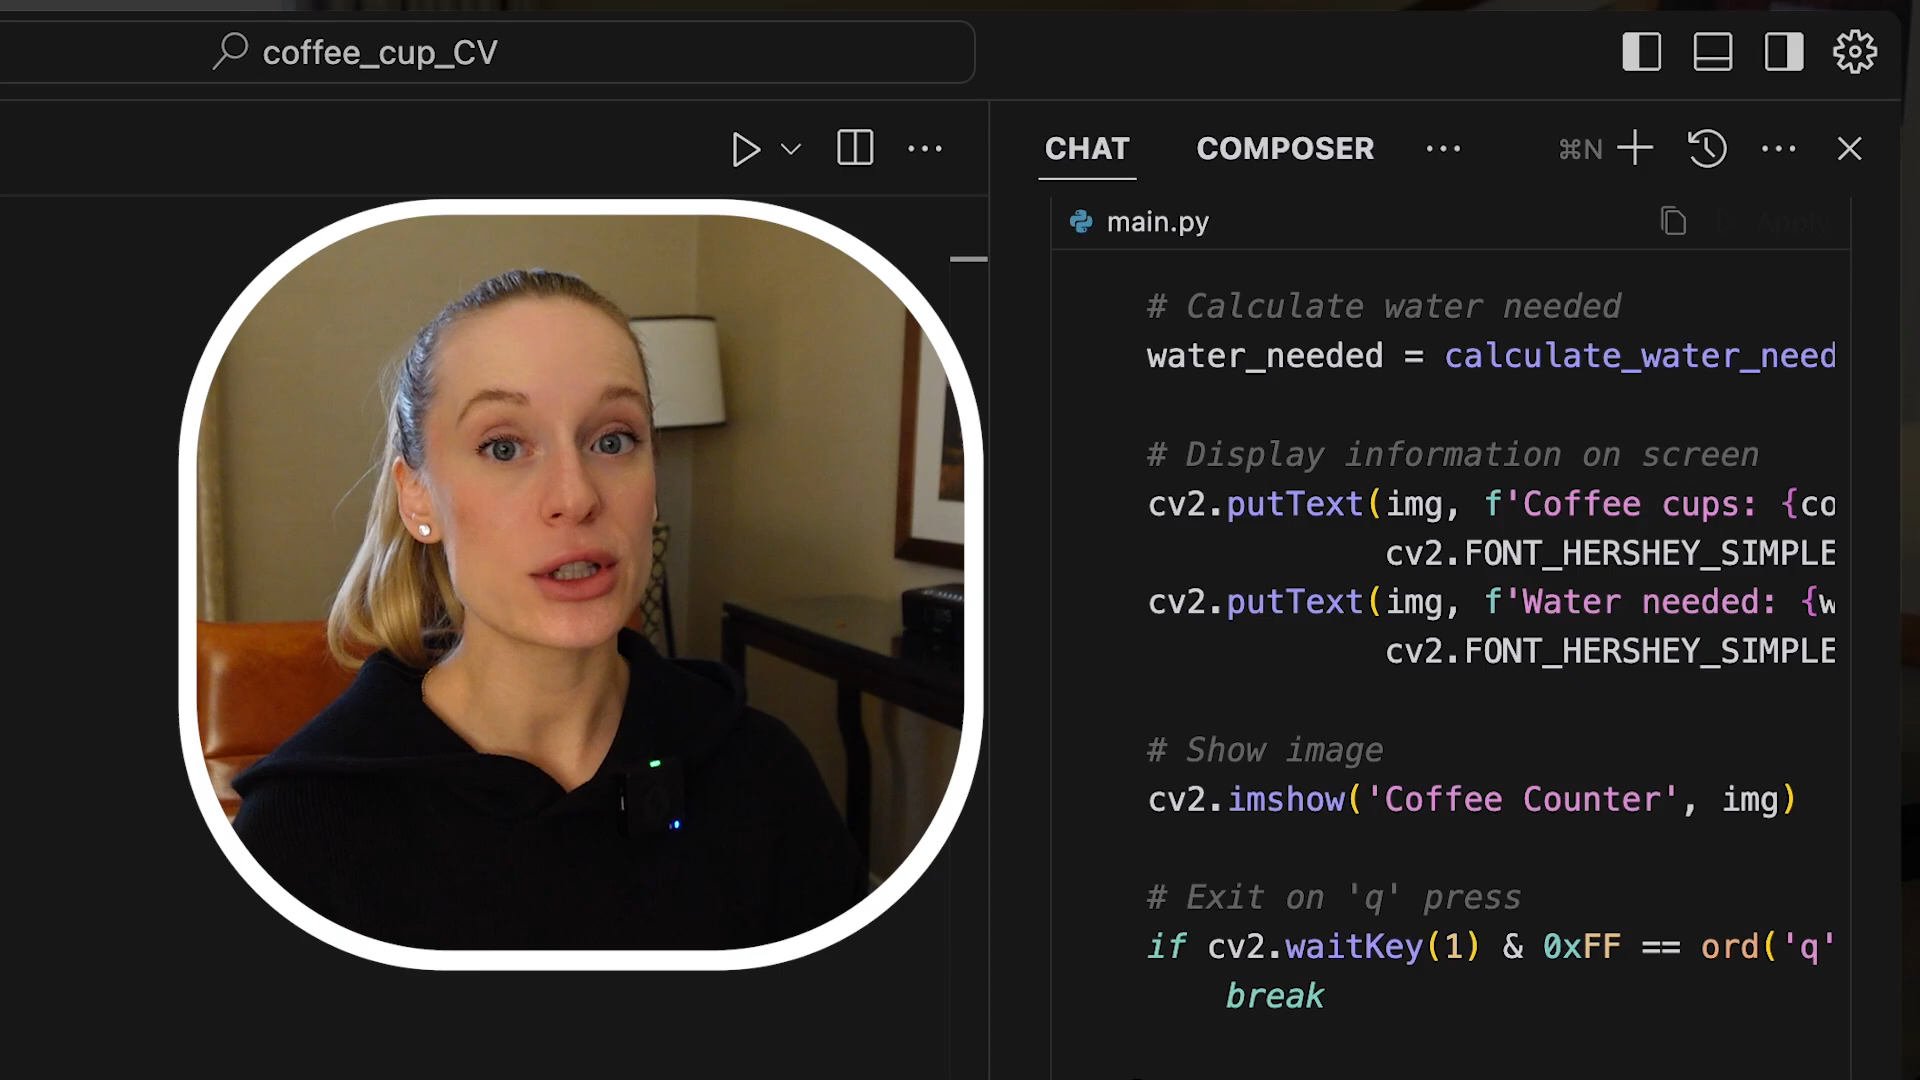 coffee_cup_CV
CHAT COMPOSER ⌘N
main.py Apply
# Calculate water needed
water_needed = calculate_water_need
# Display information on screen
cv2.putText(img, f'Coffee cups: {co
cv2.FONT_HERSHEY_SIMPLE
cv2.putText(img, f'Water needed: {w
cv2.FONT_HERSHEY_SIMPLE
# Show image
cv2.imshow('Coffee Counter', img)
# Exit on 'q' press
if cv2.waitKey(1) & 0xFF == ord('q'
break